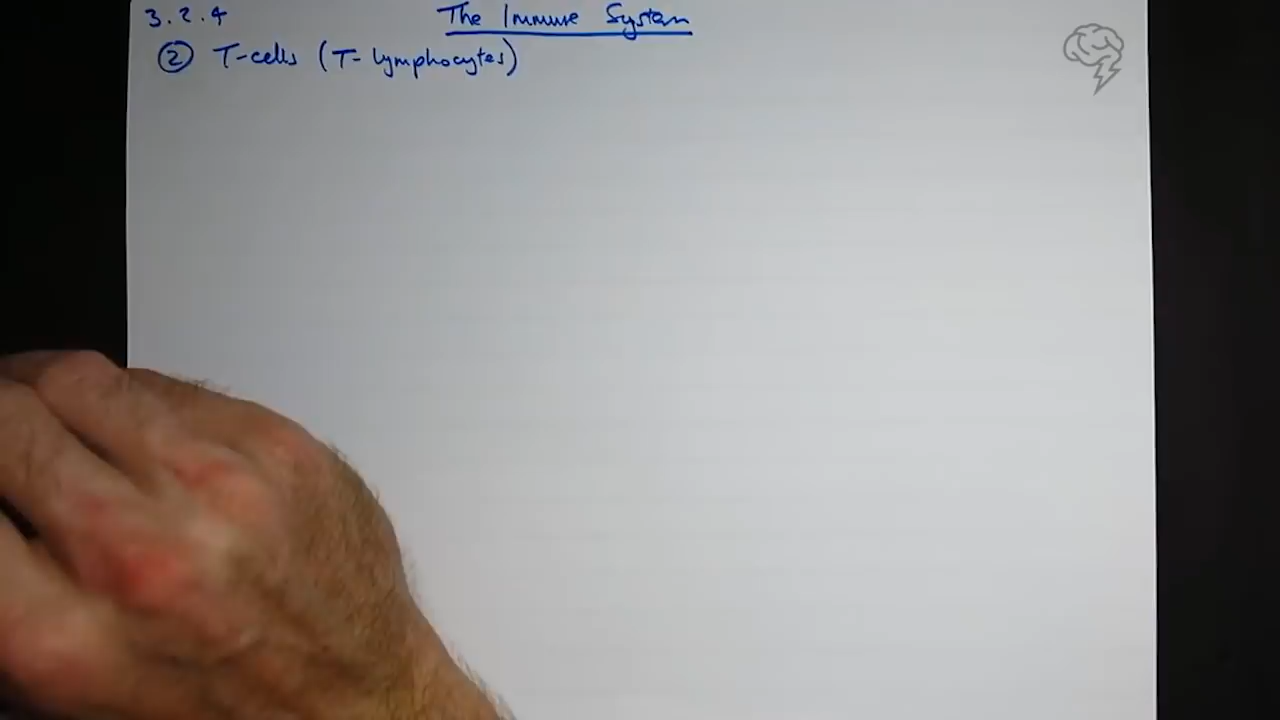 3.2.4 The Immune System
② T-cells (T-lymphocytes)